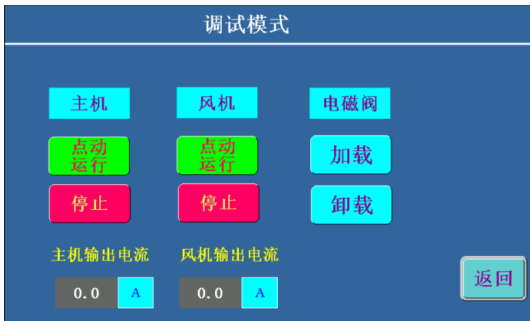 调试模式
主机 风机 电磁阀
点动 点动 加载
运行 运行
停止 停止 卸载
主机输出电流 风机输出电流
0.0 A 0.0 A
返回